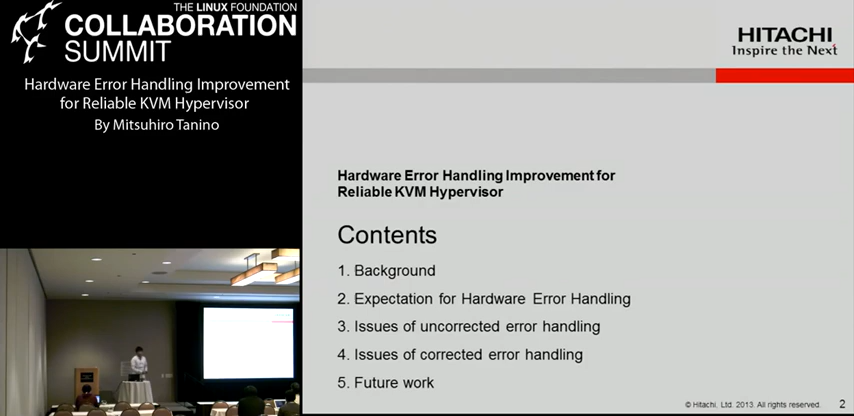 THE LINUX FOUNDATION
COLLABORATION
SUMMIT
Hardware Error Handling Improvement
for Reliable KVM Hypervisor
By Mitsuhiro Tanino
HITACHI
Inspire the Next
Hardware Error Handling Improvement for
Reliable KVM Hypervisor
Contents
1. Background
2. Expectation for Hardware Error Handling
3. Issues of uncorrected error handling
4. Issues of corrected error handling
5. Future work
© Hitachi, Ltd. 2013. All rights reserved.
2